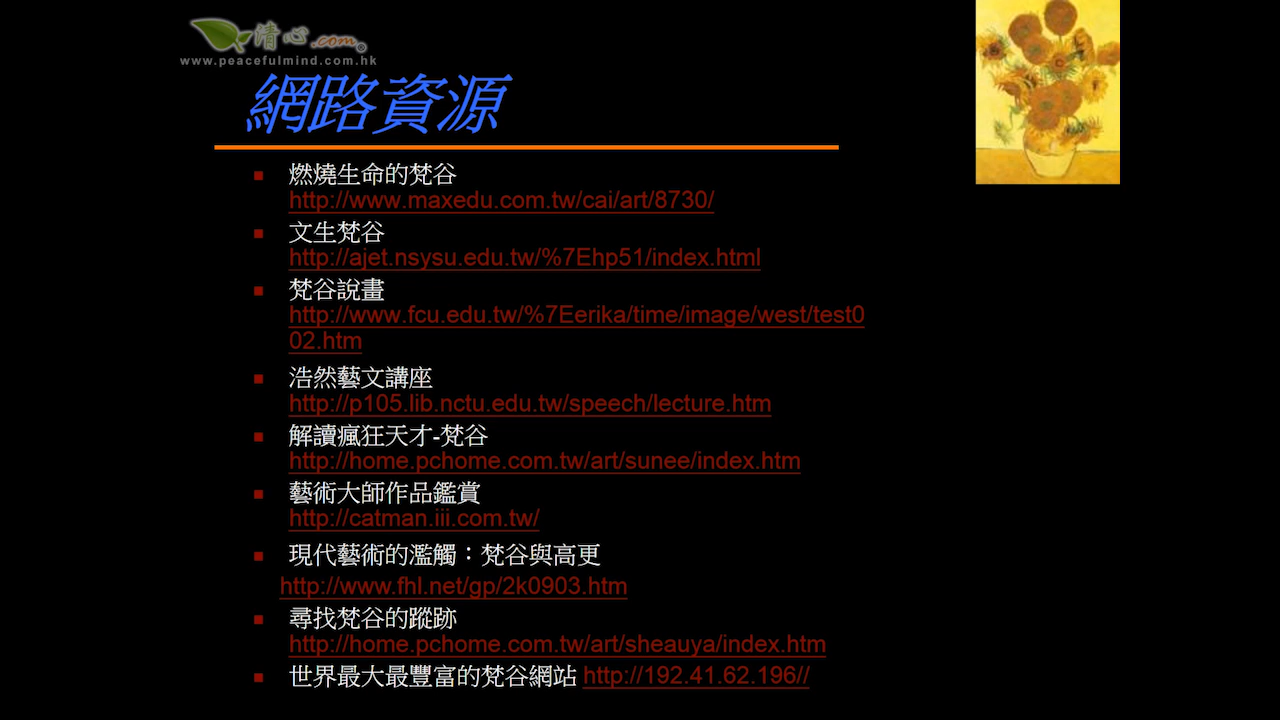 清心.com®
www.peacefulmind.com.hk
網路資源
燃燒生命的梵谷
http://www.maxedu.com.tw/cai/art/8730/
文生梵谷
http://ajet.nsysu.edu.tw/%7Ehp51/index.html
梵谷說畫
http://www.fcu.edu.tw/%7Eerika/time/image/west/test0
02.htm
浩然藝文講座
http://p105.lib.nctu.edu.tw/speech/lecture.htm
解讀瘋狂天才-梵谷
http://home.pchome.com.tw/art/sunee/index.htm
藝術大師作品鑑賞
http://catman.iii.com.tw/
現代藝術的濫觸：梵谷與高更
http://www.fhl.net/gp/2k0903.htm
尋找梵谷的蹤跡
http://home.pchome.com.tw/art/sheauya/index.htm
世界最大最豐富的梵谷網站 http://192.41.62.196//